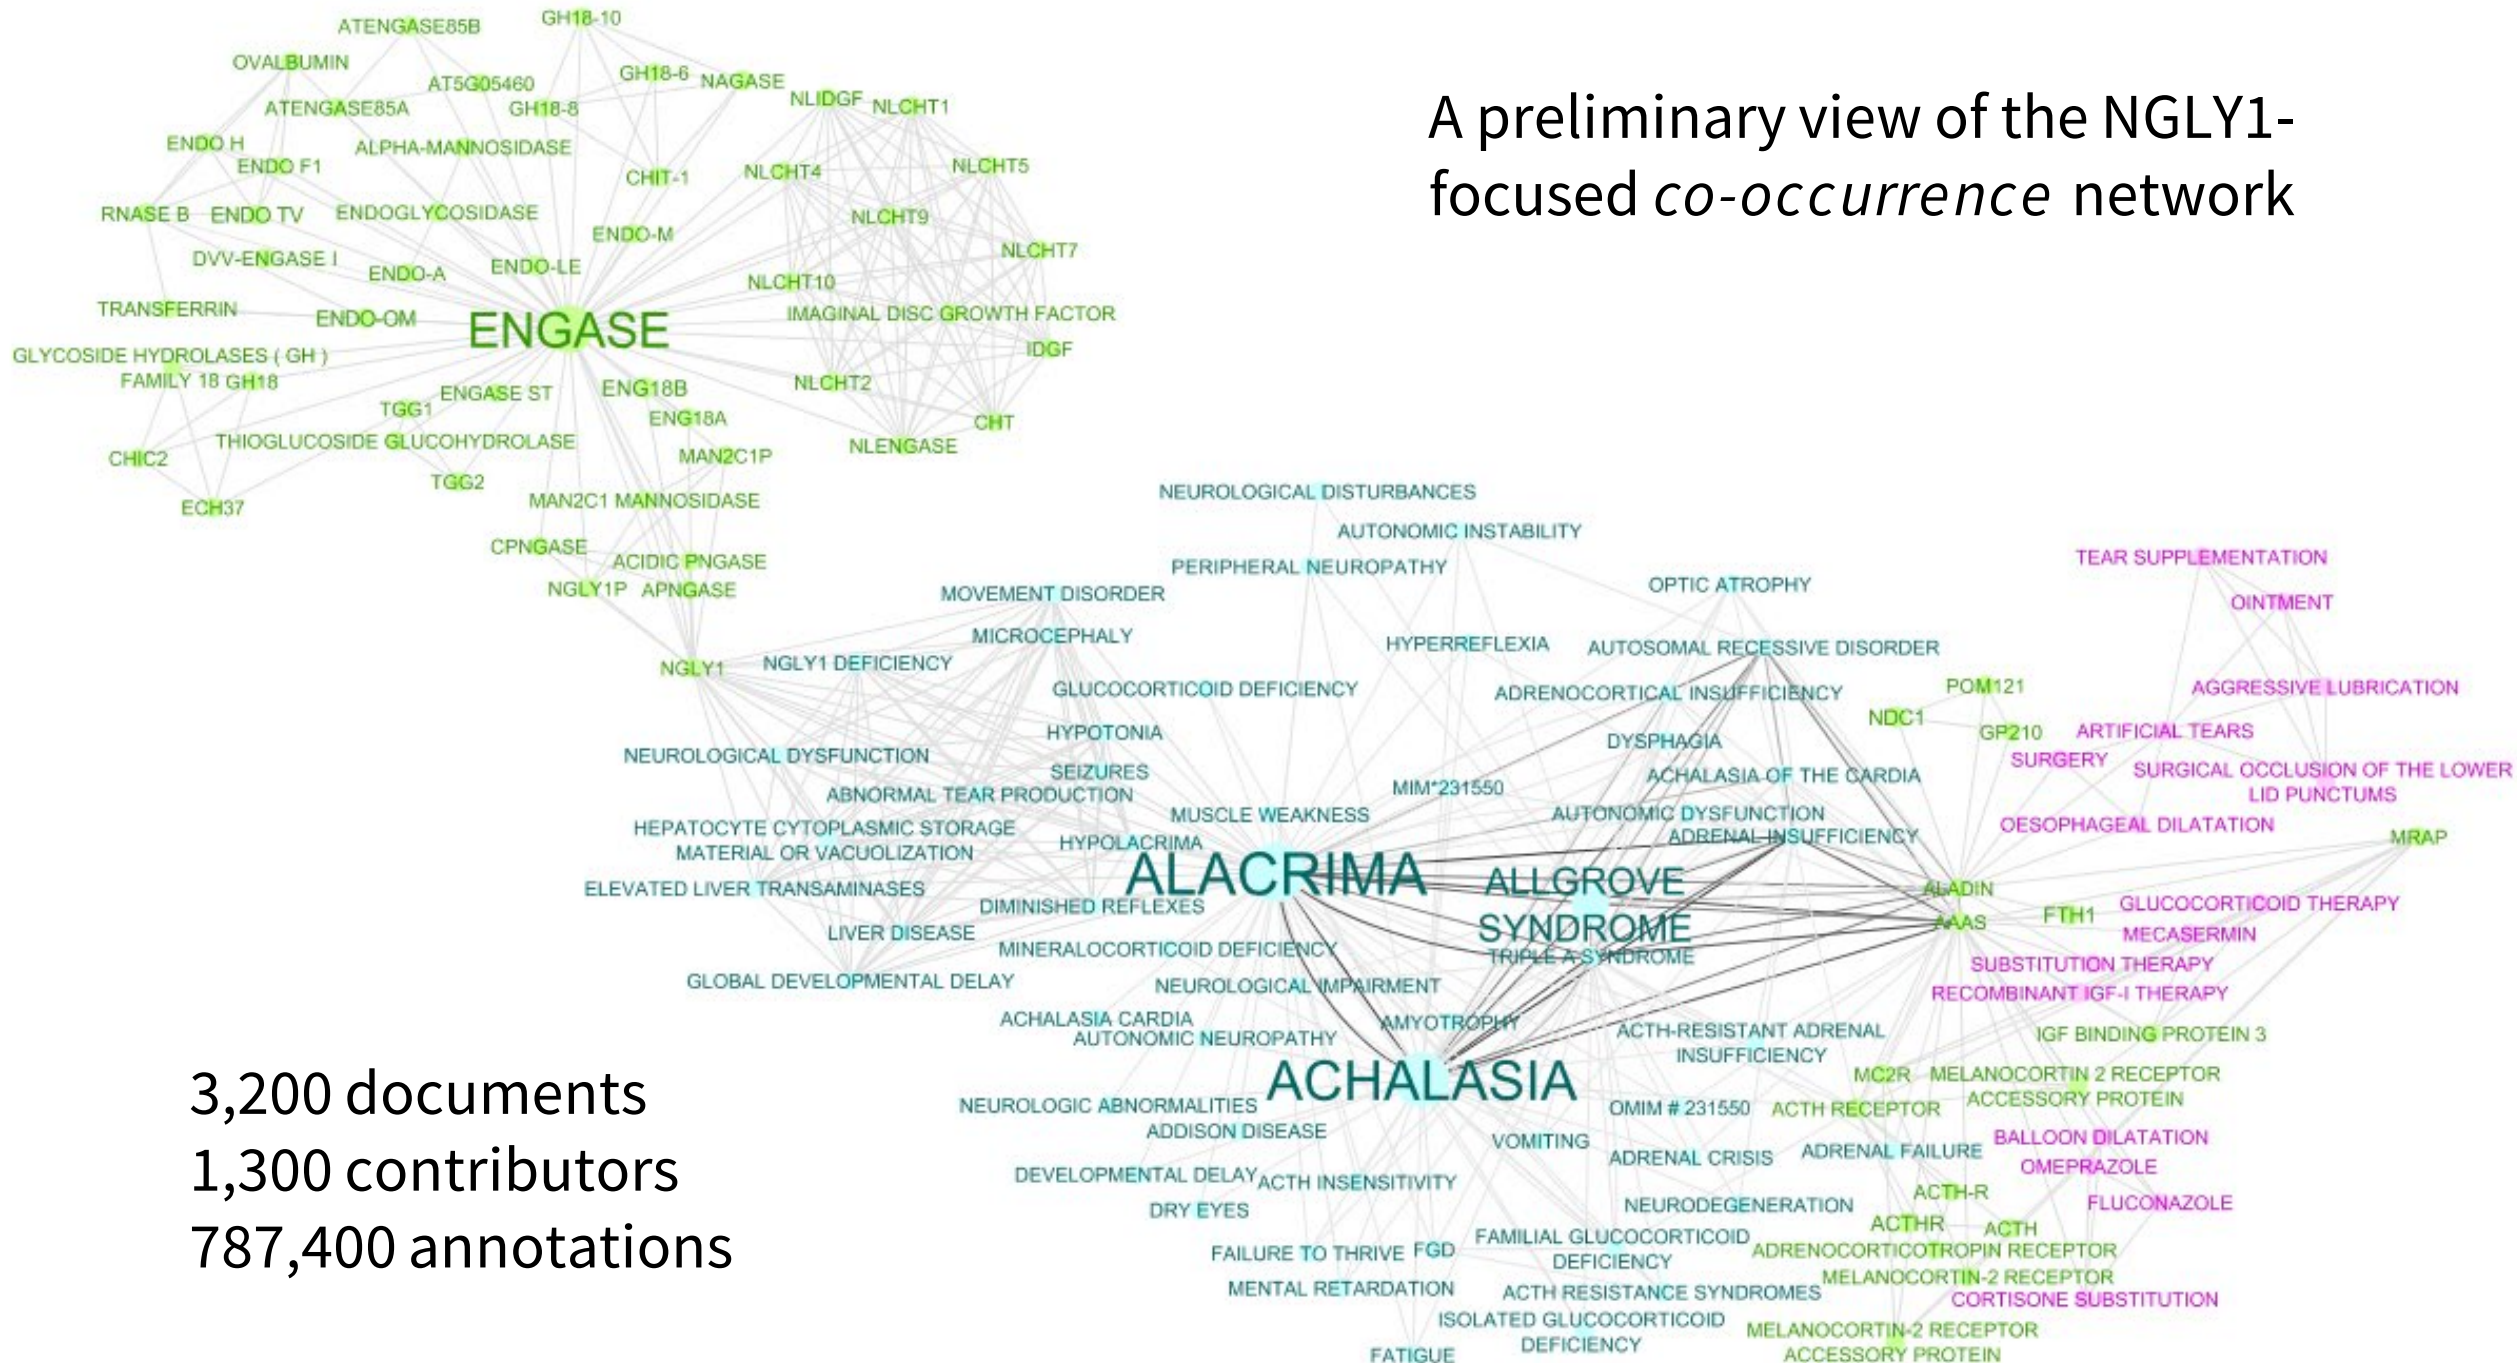 A preliminary view of the NGLY1-
focused co-occurrence network
ATENGASE85B
GH18-10
OVALBUMIN
AT5G05460
GH18-6
NAGASE
ATENGASE85A
GH18-8
NLIDGF
NLCHT1
ENDO H
ALPHA-MANNOSIDASE
ENDO F1
CHIT-1
NLCHT4
NLCHT5
RNASE B
ENDO TV
ENDOGLYCOSIDASE
NLCHT9
ENDO-M
NLCHT7
DVV-ENGASE I
ENDO-A
ENDO-LE
NLCHT10
TRANSFERRIN
ENDO-OM
ENGASE
IMAGINAL DISC GROWTH FACTOR
IDGF
GLYCOSIDE HYDROLASES ( GH )
FAMILY 18
GH18
ENGASE ST
ENG18B
NLCHT2
TGG1
ENG18A
CHT
THIOGLUCOSIDE GLUCOHYDROLASE
NLENGASE
CHIC2
MAN2C1P
TGG2
MAN2C1 MANNOSIDASE
ECH37
CPNGASE
ACIDIC PNGASE
NGLY1P
APNGASE
NGLY1
NEUROLOGICAL DISTURBANCES
AUTONOMIC INSTABILITY
PERIPHERAL NEUROPATHY
MOVEMENT DISORDER
OPTIC ATROPHY
MICROCEPHALY
HYPERREFLEXIA
AUTOSOMAL RECESSIVE DISORDER
NGLY1 DEFICIENCY
GLUCOCORTICOID DEFICIENCY
ADRENOCORTICAL INSUFFICIENCY
HYPOTONIA
DYSPHAGIA
NEUROLOGICAL DYSFUNCTION
SEIZURES
ACHALASIA OF THE CARDIA
ABNORMAL TEAR PRODUCTION
MIM*231550
MUSCLE WEAKNESS
AUTONOMIC DYSFUNCTION
HEPATOCYTE CYTOPLASMIC STORAGE
MATERIAL OR VACUOLIZATION
HYPOLACRIMA
ADRENAL INSUFFICIENCY
ALACRIMA
ALLGROVE
SYNDROME
ELEVATED LIVER TRANSAMINASES
DIMINISHED REFLEXES
LIVER DISEASE
MINERALOCORTICOID DEFICIENCY
TRIPLE A SYNDROME
GLOBAL DEVELOPMENTAL DELAY
NEUROLOGICAL IMPAIRMENT
ACHALASIA CARDIA
AMYOTROPHY
AUTONOMIC NEUROPATHY
ACTH-RESISTANT ADRENAL
INSUFFICIENCY
ACHALASIA
NEUROLOGIC ABNORMALITIES
OMIM # 231550
ADDISON DISEASE
VOMITING
ADRENAL CRISIS
ADRENAL FAILURE
DEVELOPMENTAL DELAY
ACTH INSENSITIVITY
DRY EYES
NEURODEGENERATION
FAILURE TO THRIVE
FGD
FAMILIAL GLUCOCORTICOID
DEFICIENCY
MENTAL RETARDATION
ACTH RESISTANCE SYNDROMES
ISOLATED GLUCOCORTICOID
DEFICIENCY
FATIGUE
TEAR SUPPLEMENTATION
OINTMENT
POM121
AGGRESSIVE LUBRICATION
NDC1
GP210
ARTIFICIAL TEARS
SURGERY
SURGICAL OCCLUSION OF THE LOWER
LID PUNCTUMS
OESOPHAGEAL DILATATION
MRAP
ALADIN
AAAS
FTH1
GLUCOCORTICOID THERAPY
MECASERMIN
SUBSTITUTION THERAPY
RECOMBINANT IGF-I THERAPY
IGF BINDING PROTEIN 3
MC2R
MELANOCORTIN 2 RECEPTOR
ACCESSORY PROTEIN
ACTH RECEPTOR
BALLOON DILATATION
OMEPRAZOLE
ACTH-R
FLUCONAZOLE
ACTHR
ACTH
ADRENOCORTICOTROPIN RECEPTOR
MELANOCORTIN-2 RECEPTOR
CORTISONE SUBSTITUTION
MELANOCORTIN-2 RECEPTOR
ACCESSORY PROTEIN
3,200 documents
1,300 contributors
787,400 annotations